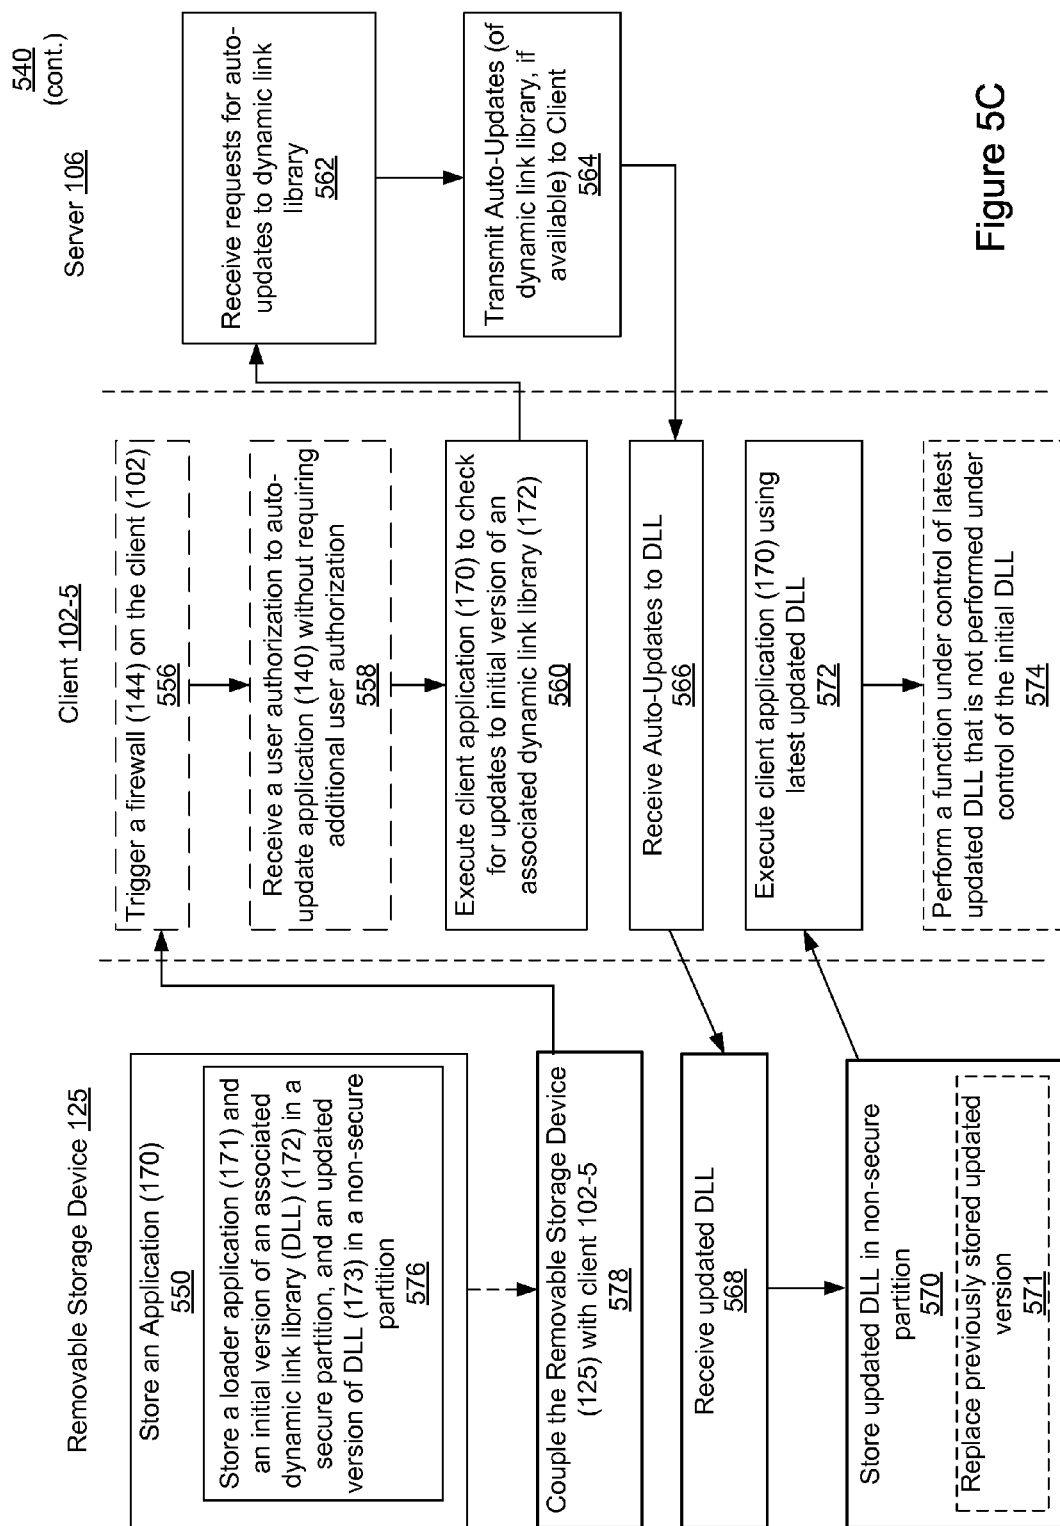 540
(cont.)
Removable Storage Device 125
Client 102-5
Server 106
Store an Application (170)
550
Store a loader application (171) and
an initial version of an associated
dynamic link library (DLL) (172) in a
secure partition, and an updated
version of DLL (173) in a non-secure
partition
576
Couple the Removable Storage Device
(125) with client 102-5
578
Receive updated DLL
568
Store updated DLL in non-secure
partition
570
Replace previously stored updated
version
571
Trigger a firewall (144) on the client (102)
556
Receive a user authorization to auto-
update application (140) without requiring
additional user authorization
558
Execute client application (170) to check
for updates to initial version of an
associated dynamic link library (172)
560
Receive Auto-Updates to DLL
566
Execute client application (170) using
latest updated DLL
572
Perform a function under control of latest
updated DLL that is not performed under
control of the initial DLL
574
Receive requests for auto-
updates to dynamic link
library
562
Transmit Auto-Updates (of
dynamic link library, if
available) to Client
564
Figure 5C